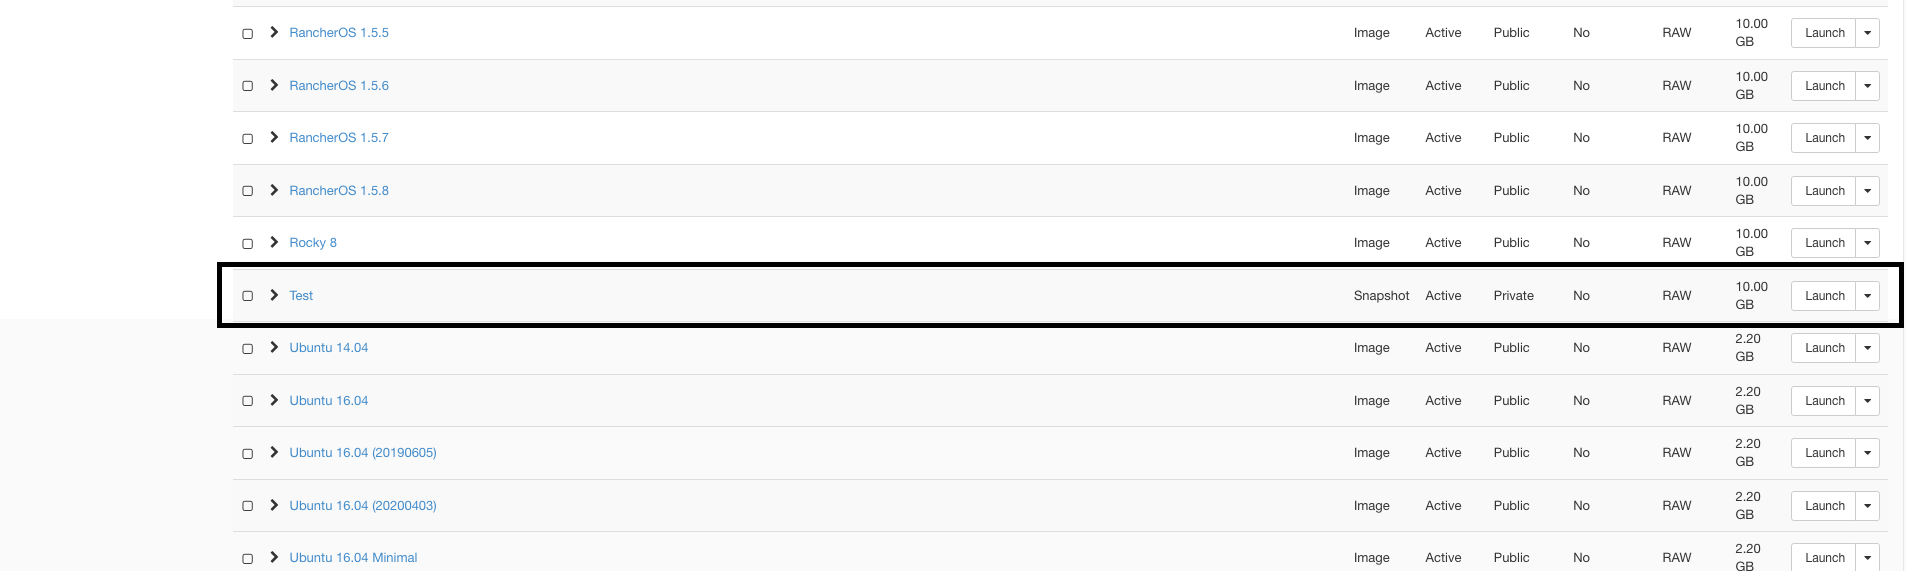 RancherOS 1.5.5 Image Active Public No RAW 10.00 GB Launch
RancherOS 1.5.6 Image Active Public No RAW 10.00 GB Launch
RancherOS 1.5.7 Image Active Public No RAW 10.00 GB Launch
RancherOS 1.5.8 Image Active Public No RAW 10.00 GB Launch
Rocky 8 Image Active Public No RAW 10.00 GB Launch
Test Snapshot Active Private No RAW 10.00 GB Launch
Ubuntu 14.04 Image Active Public No RAW 2.20 GB Launch
Ubuntu 16.04 Image Active Public No RAW 2.20 GB Launch
Ubuntu 16.04 (20190605) Image Active Public No RAW 2.20 GB Launch
Ubuntu 16.04 (20200403) Image Active Public No RAW 2.20 GB Launch
Ubuntu 16.04 Minimal Image Active Public No RAW 2.20 GB Launch